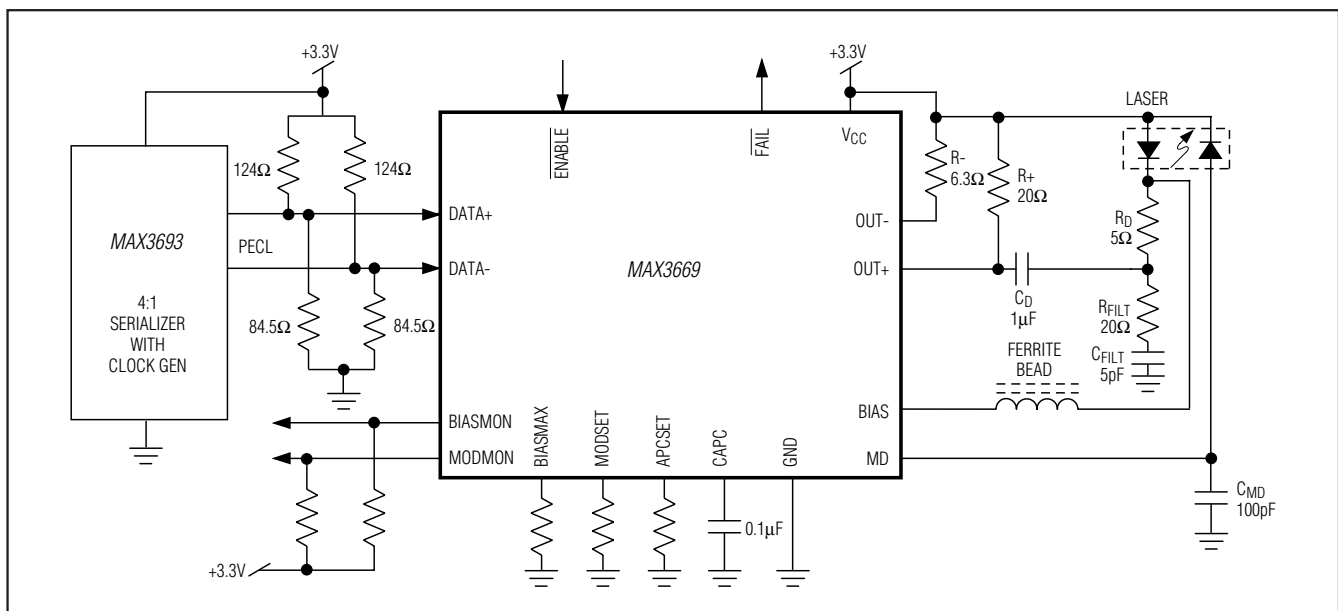 +3.3V
+3.3V
LASER
124Ω
124Ω
ENABLE
FAIL
VCC
R-
6.3Ω
R+
20Ω
MAX3693
4:1
SERIALIZER
WITH
CLOCK GEN
PECL
DATA+
DATA-
MAX3669
OUT-
OUT+
RD
5Ω
CD
1µF
RFILT
20Ω
CFILT
5pF
84.5Ω
84.5Ω
FERRITE
BEAD
BIASMON
MODMON
BIASMAX
MODSET
APCSET
CAPC
GND
BIAS
MD
0.1µF
CMD
100pF
+3.3V